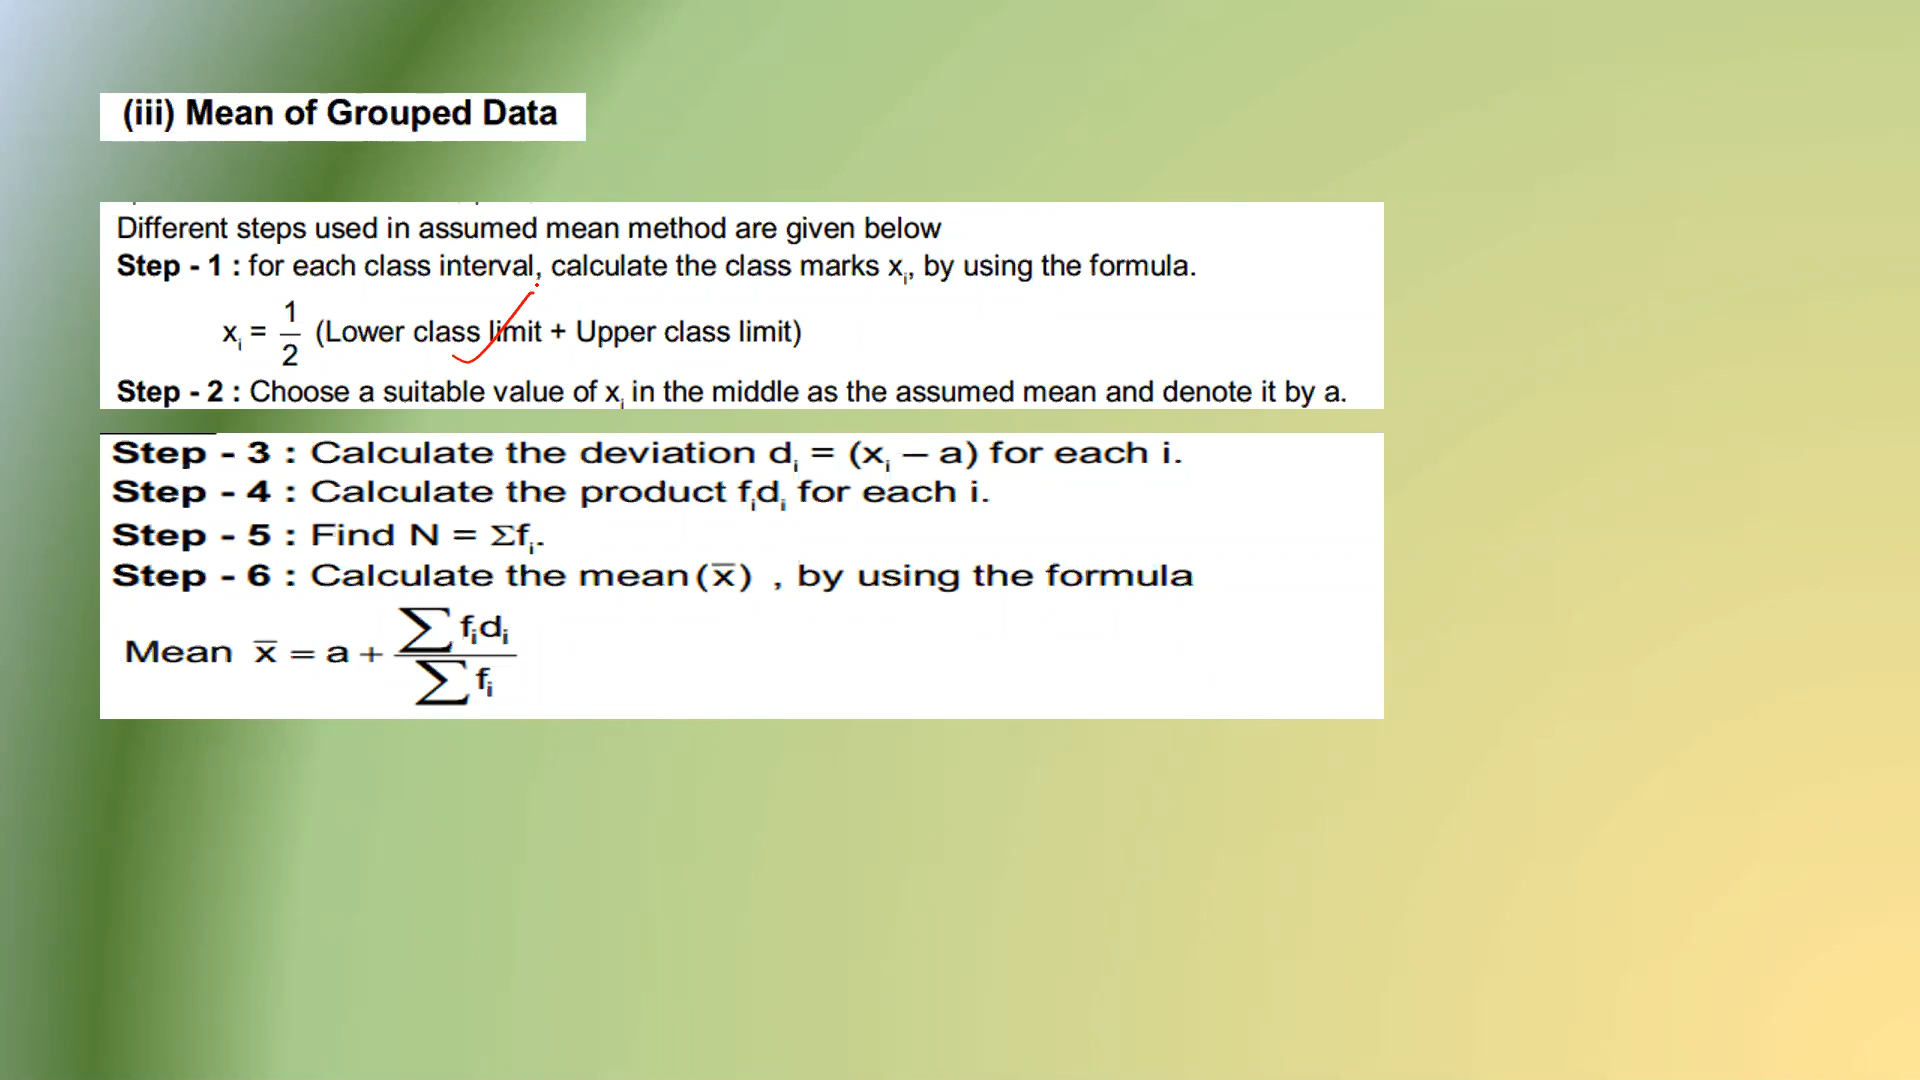 (iii) Mean of Grouped Data
Different steps used in assumed mean method are given below
Step - 1 : for each class interval, calculate the class marks xᵢ, by using the formula.
xᵢ = 1/2 (Lower class limit + Upper class limit)
Step - 2 : Choose a suitable value of xᵢ in the middle as the assumed mean and denote it by a.
Step - 3 : Calculate the deviation dᵢ = (xᵢ – a) for each i.
Step - 4 : Calculate the product fᵢdᵢ for each i.
Step - 5 : Find N = Σfᵢ.
Step - 6 : Calculate the mean (x̄) , by using the formula
Mean x̄ = a + ∑fᵢdᵢ / ∑fᵢ